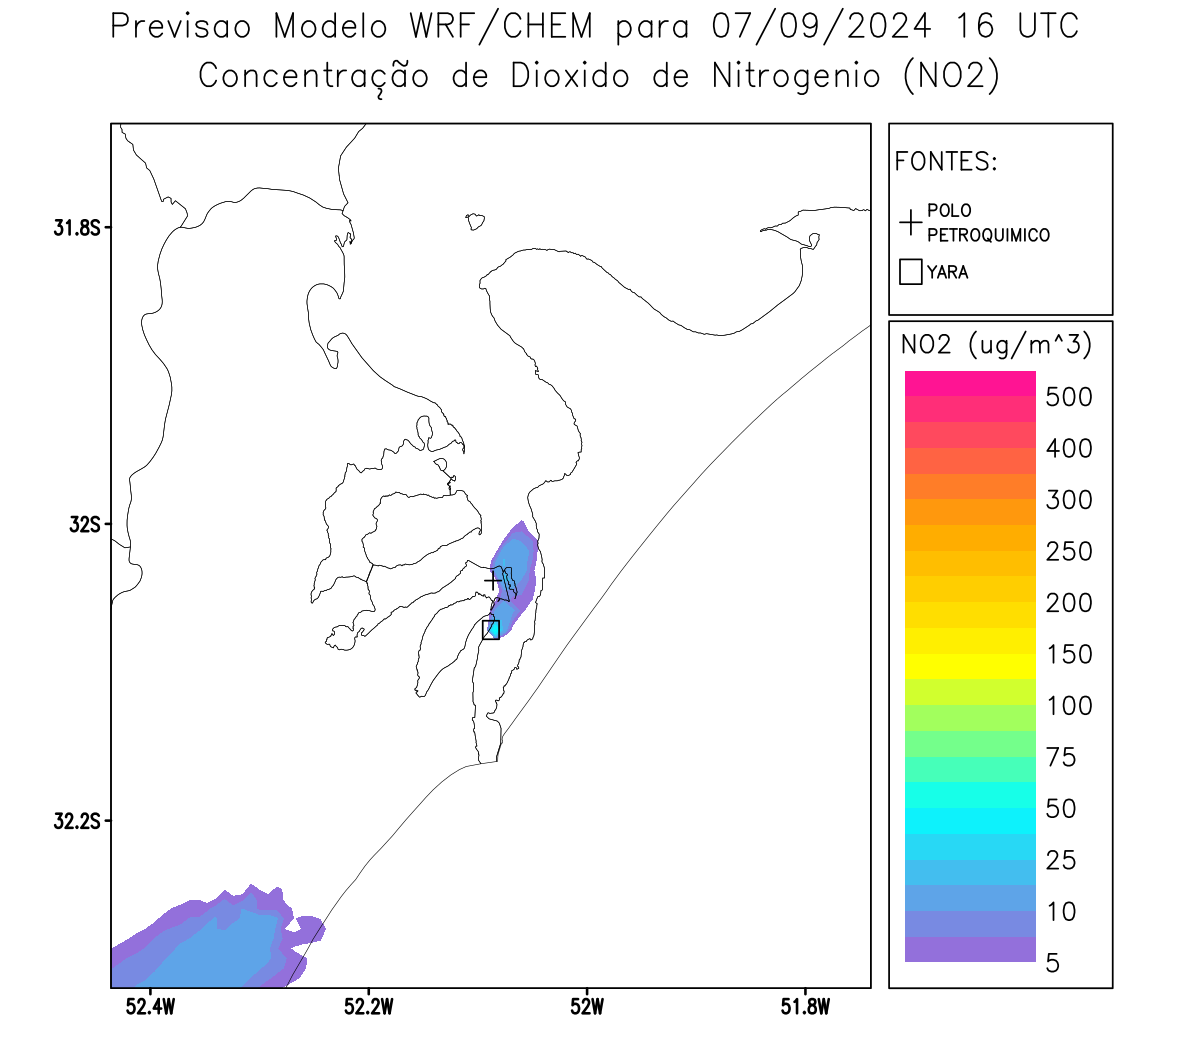 Previsao Modelo WRF/CHEM para 07/09/2024 16 UTC
Concentração de Dioxido de Nitrogenio (NO2)
FONTES:
POLO
PETROQUIMICO
YARA
NO2 (ug/m^3)
500
400
300
250
200
150
100
75
50
25
10
5
31.8S
32S
32.2S
52.4W
52.2W
52W
51.8W